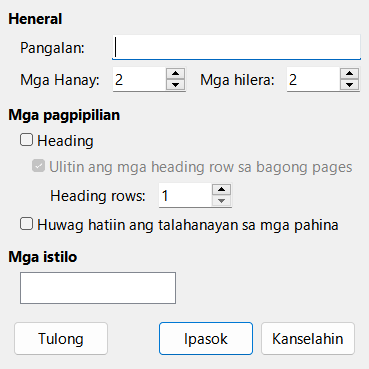 Heneral
Pangalan:
Mga Hanay: 2 Mga hilera: 2
Mga pagpipilian
Heading
Ulitin ang mga heading row sa bagong pages
Heading rows: 1
Huwag hatiin ang talahanayan sa mga pahina
Mga istilo
Tulong Ipasok Kanselahin